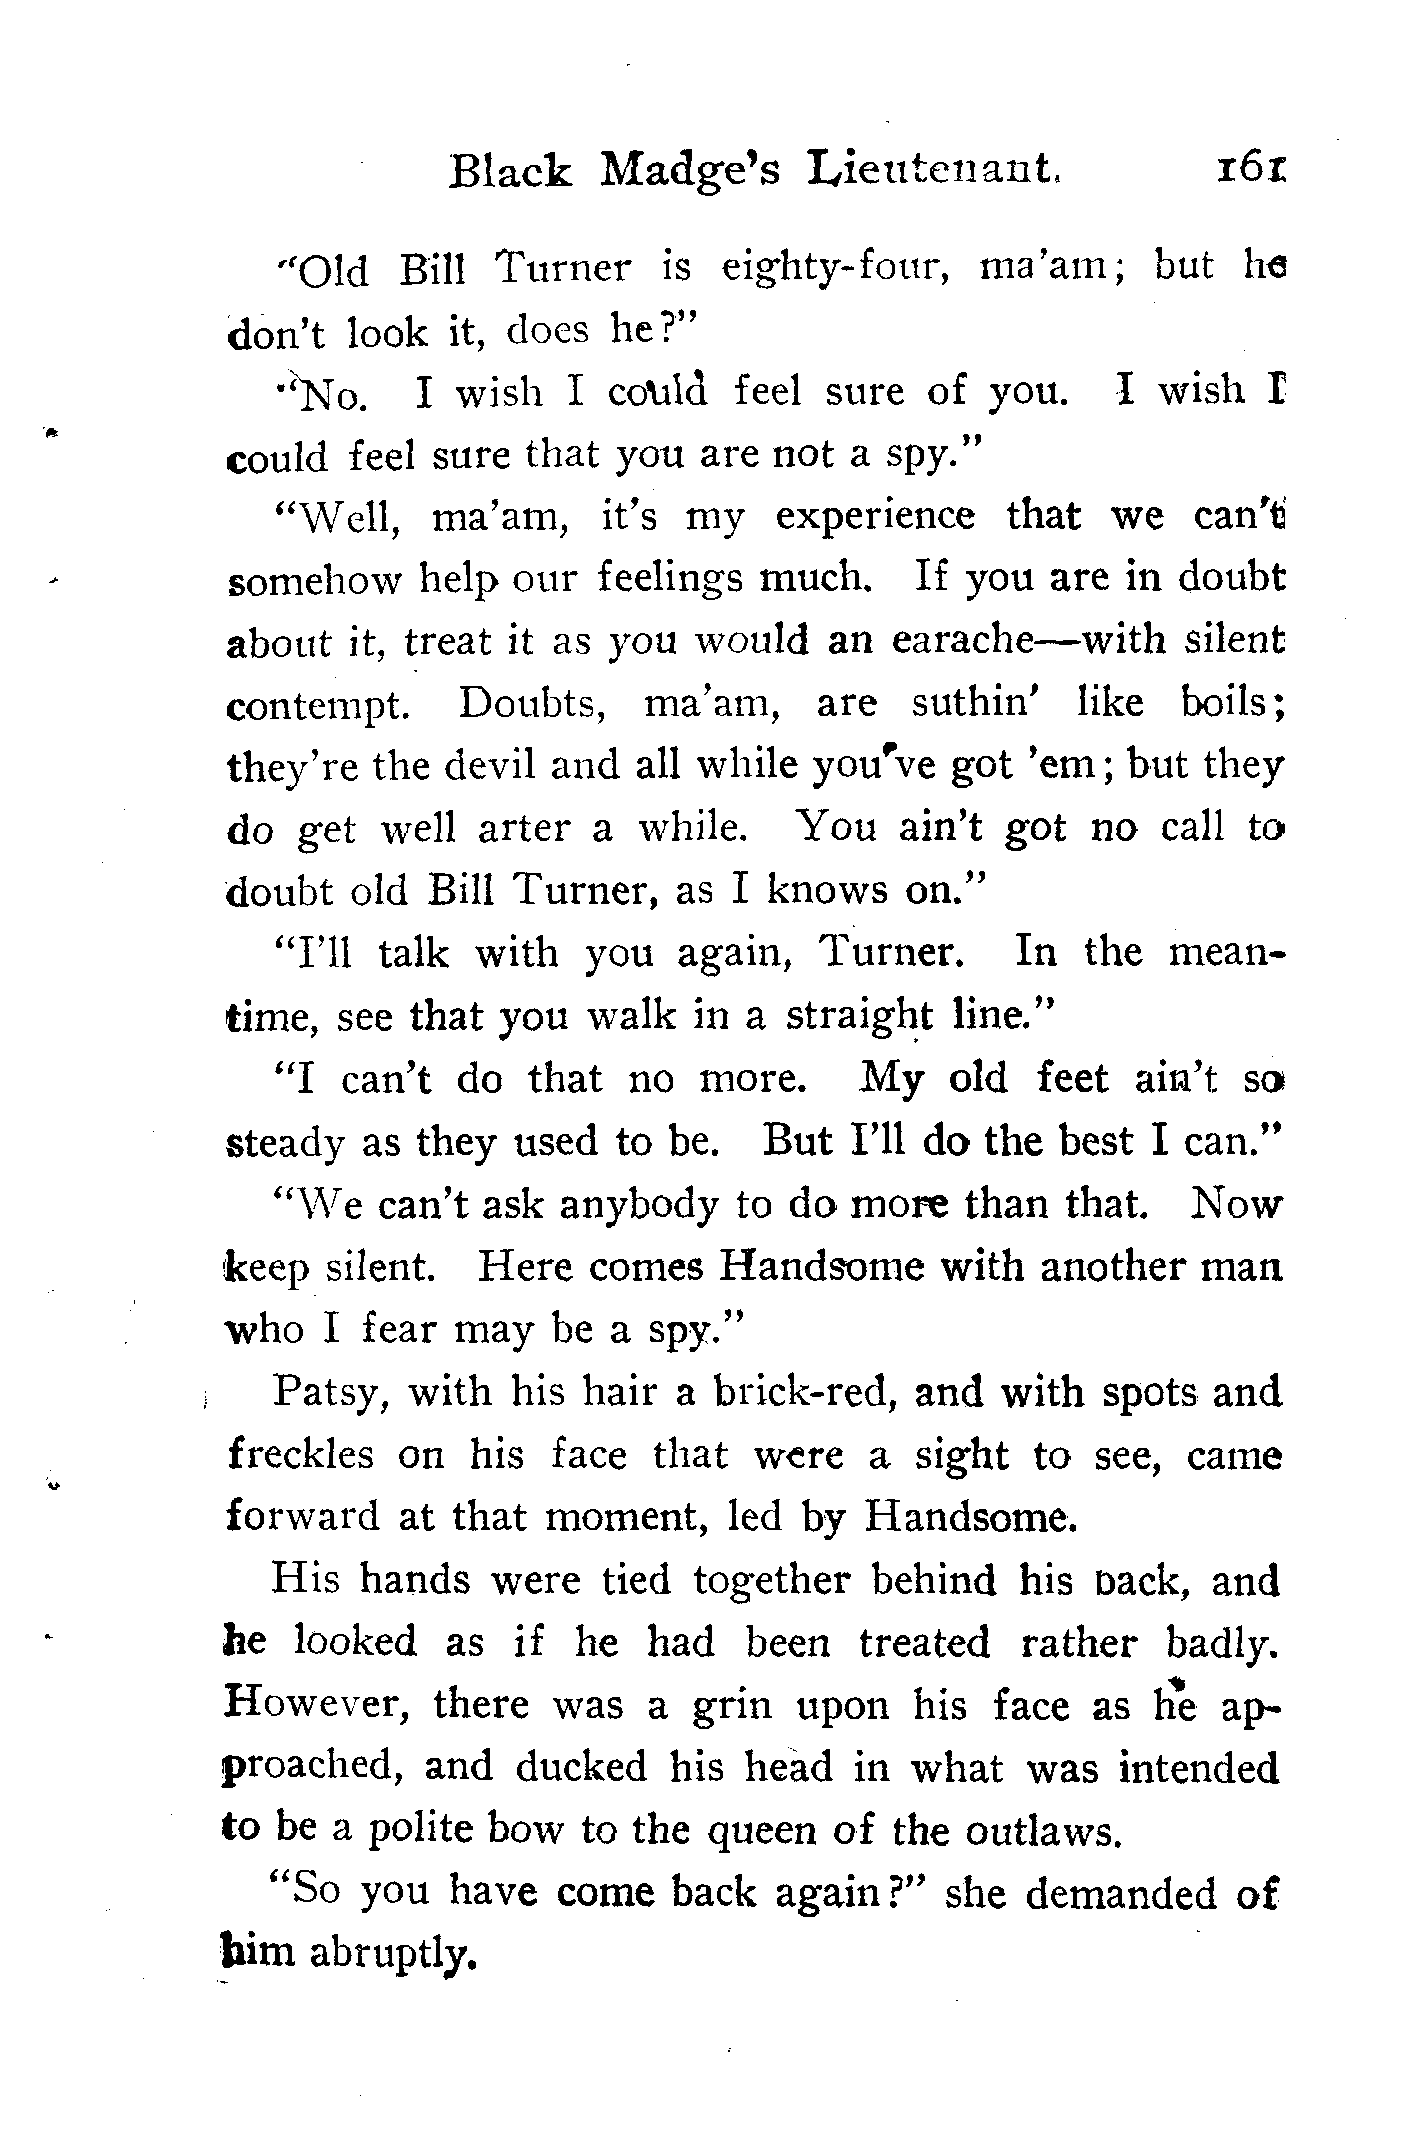 Black Madge's Lieutenant. 161
"Old Bill Turner is eighty-four, ma'am; but he
don't look it, does he?"
"No. I wish I could feel sure of you. I wish I
could feel sure that you are not a spy."
"Well, ma'am, it's my experience that we can't
somehow help our feelings much. If you are in doubt
about it, treat it as you would an earache—with silent
contempt. Doubts, ma'am, are suthin' like boils;
they're the devil and all while you've got 'em; but they
do get well arter a while. You ain't got no call to
doubt old Bill Turner, as I knows on."
"I'll talk with you again, Turner. In the mean-
time, see that you walk in a straight line."
"I can't do that no more. My old feet ain't so
steady as they used to be. But I'll do the best I can."
"We can't ask anybody to do more than that. Now
keep silent. Here comes Handsome with another man
who I fear may be a spy."
Patsy, with his hair a brick-red, and with spots and
freckles on his face that were a sight to see, came
forward at that moment, led by Handsome.
His hands were tied together behind his back, and
he looked as if he had been treated rather badly.
However, there was a grin upon his face as he ap-
proached, and ducked his head in what was intended
to be a polite bow to the queen of the outlaws.
"So you have come back again?" she demanded of
him abruptly.